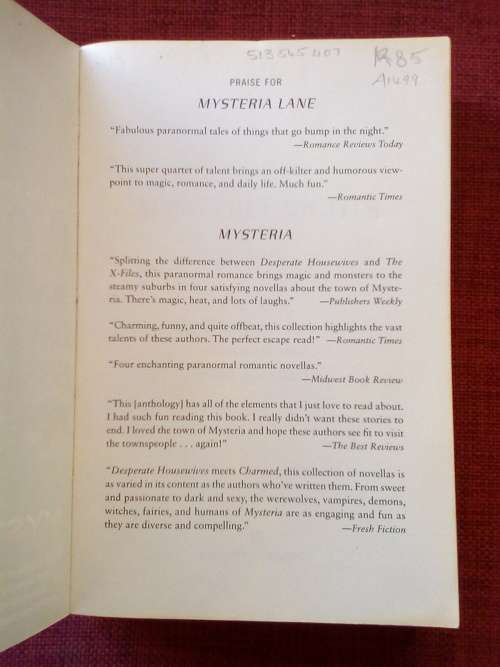 513545407
R85
A1499
PRAISE FOR
MYSTERIA LANE
“Fabulous paranormal tales of things that go bump in the night.”
—Romance Reviews Today
“This super quartet of talent brings an off-kilter and humorous view-
point to magic, romance, and daily life. Much fun.”
—Romantic Times
MYSTERIA
“Splitting the difference between Desperate Housewives and The
X-Files, this paranormal romance brings magic and monsters to the
steamy suburbs in four satisfying novellas about the town of Myste-
ria. There’s magic, heat, and lots of laughs.” —Publishers Weekly
“Charming, funny, and quite offbeat, this collection highlights the vast
talents of these authors. The perfect escape read!” —Romantic Times
“Four enchanting paranormal romantic novellas.”
—Midwest Book Review
“This [anthology] has all of the elements that I just love to read about.
I had such fun reading this book. I really didn’t want these stories to
end. I loved the town of Mysteria and hope these authors see fit to visit
the townspeople . . . again!” —The Best Reviews
“Desperate Housewives meets Charmed, this collection of novellas is
as varied in its content as the authors who’ve written them. From sweet
and passionate to dark and sexy, the werewolves, vampires, demons,
witches, fairies, and humans of Mysteria are as engaging and fun as
they are diverse and compelling.” —Fresh Fiction